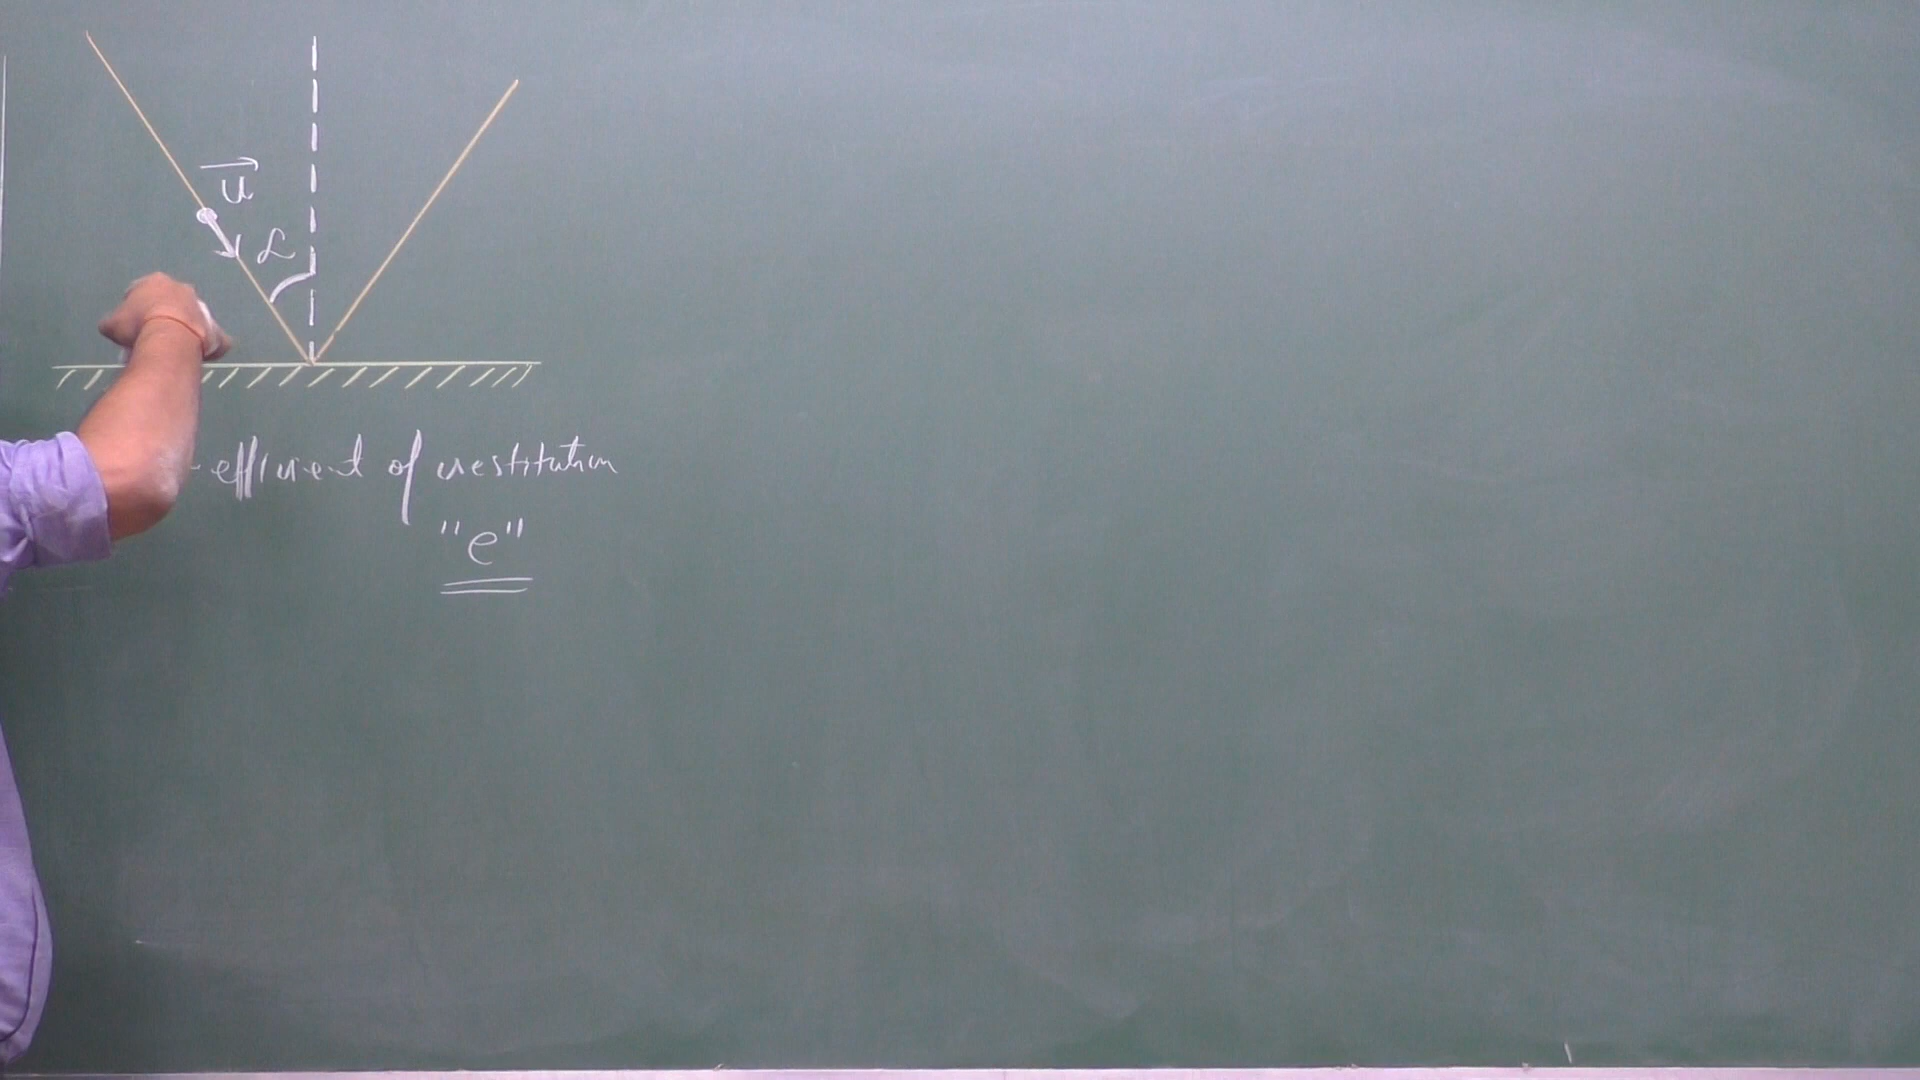 u
α
-efficient of restitution
"e"